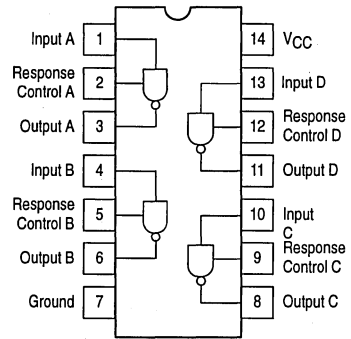 Input A 1
Response
Control A 2
Output A 3
Input B 4
Response
Control B 5
Output B 6
Ground 7
14 VCC
13 Input D
12 Response
Control D
11 Output D
10 Input
C
9 Response
Control C
8 Output C